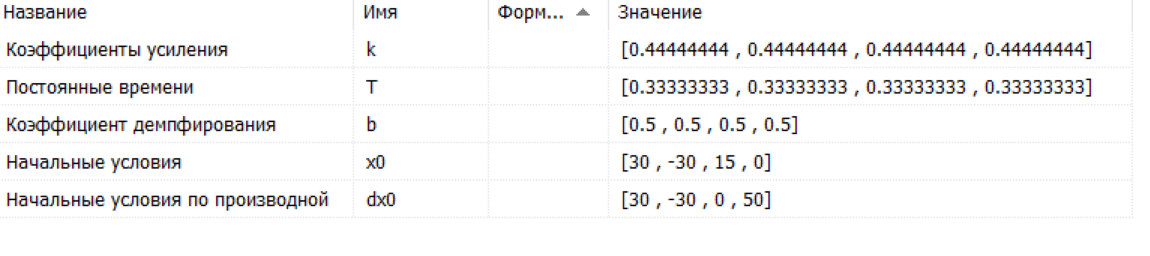 Название Имя Форм... Значение
Коэффициенты усиления k [0.44444444 , 0.44444444 , 0.44444444 , 0.44444444]
Постоянные времени T [0.33333333 , 0.33333333 , 0.33333333 , 0.33333333]
Коэффициент демпфирования b [0.5 , 0.5 , 0.5 , 0.5]
Начальные условия x0 [30 , -30 , 15 , 0]
Начальные условия по производной dx0 [30 , -30 , 0 , 50]